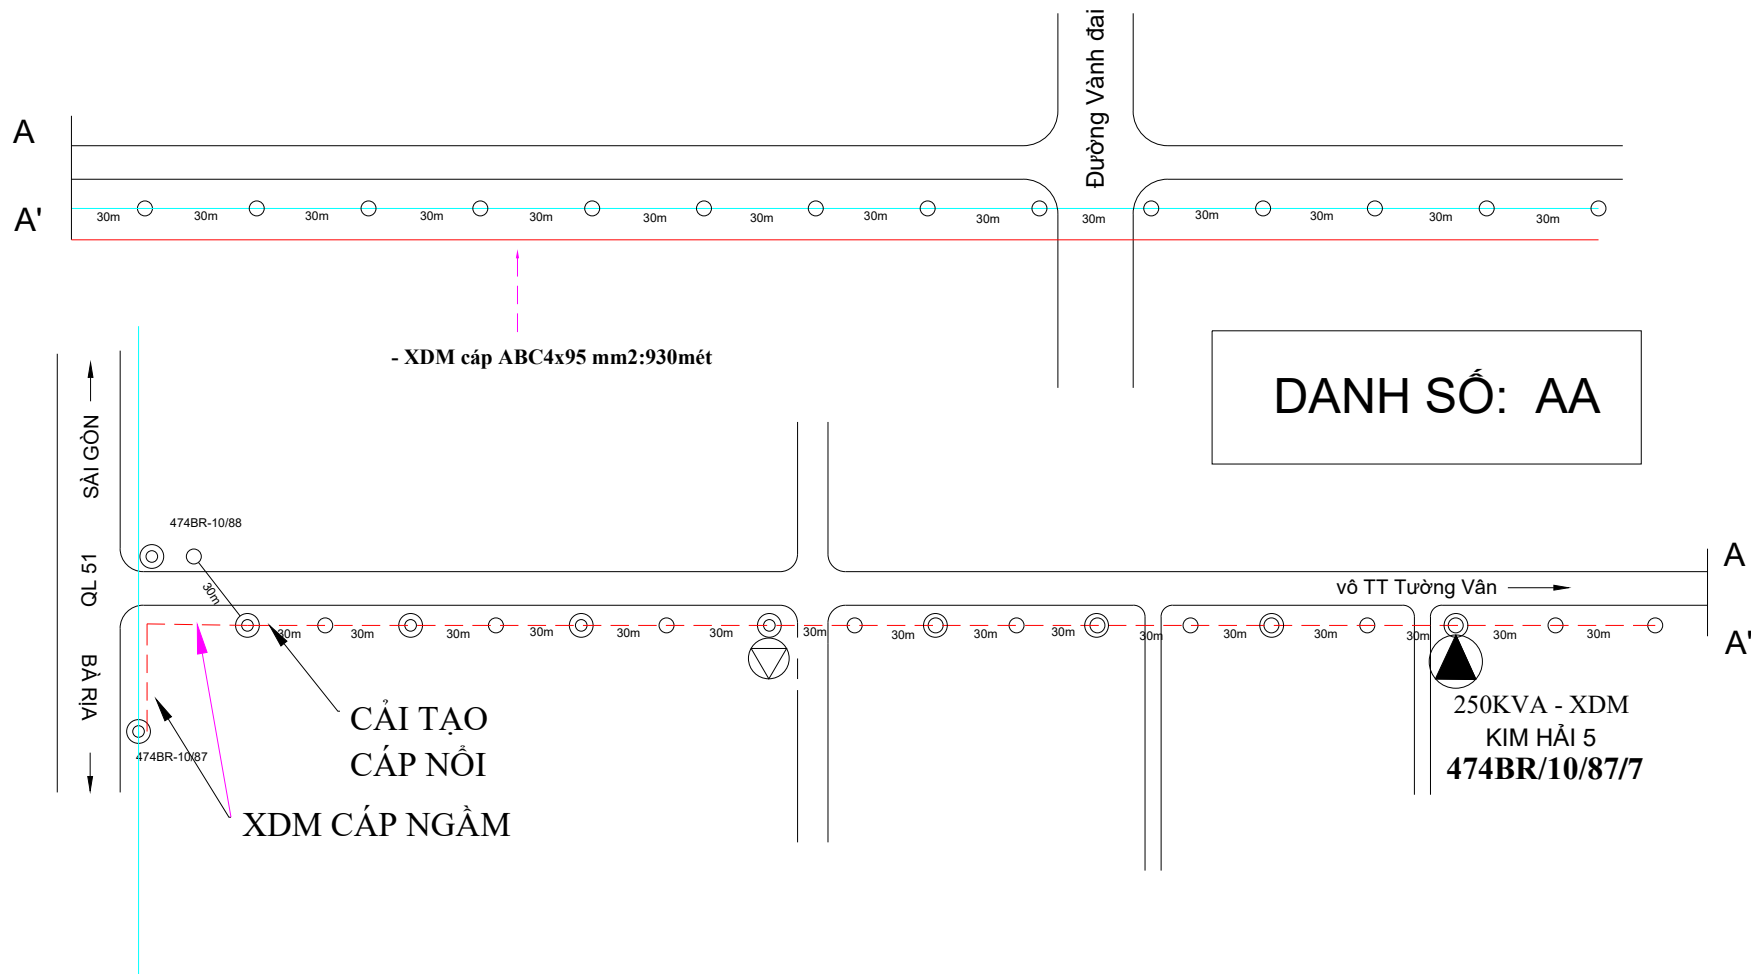 Đường Vành đai
A
A'
30m 30m 30m 30m 30m 30m 30m 30m 30m 30m 30m 30m 30m 30m
- XDM cáp ABC4x95 mm2:930mét
DANH SỐ: AA
SÀI GÒN
QL 51
BÀ RỊA
474BR-10/88
30m
A
vô TT Tường Vân
A'
30m 30m 30m 30m 30m 30m 30m 30m 30m 30m 30m 30m 30m 30m 30m 30m
474BR-10/87
CẢI TẠO
CÁP NỔI
XDM CÁP NGẦM
250KVA - XDM
KIM HẢI 5
474BR/10/87/7